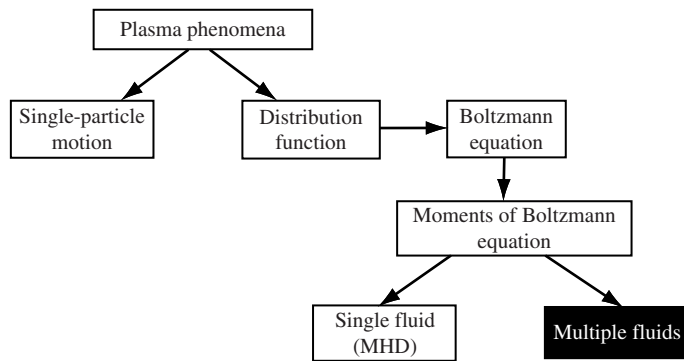 Plasma phenomena
Single-particle
motion
Distribution
function
Boltzmann
equation
Moments of Boltzmann
equation
Single fluid
(MHD)
Multiple fluids